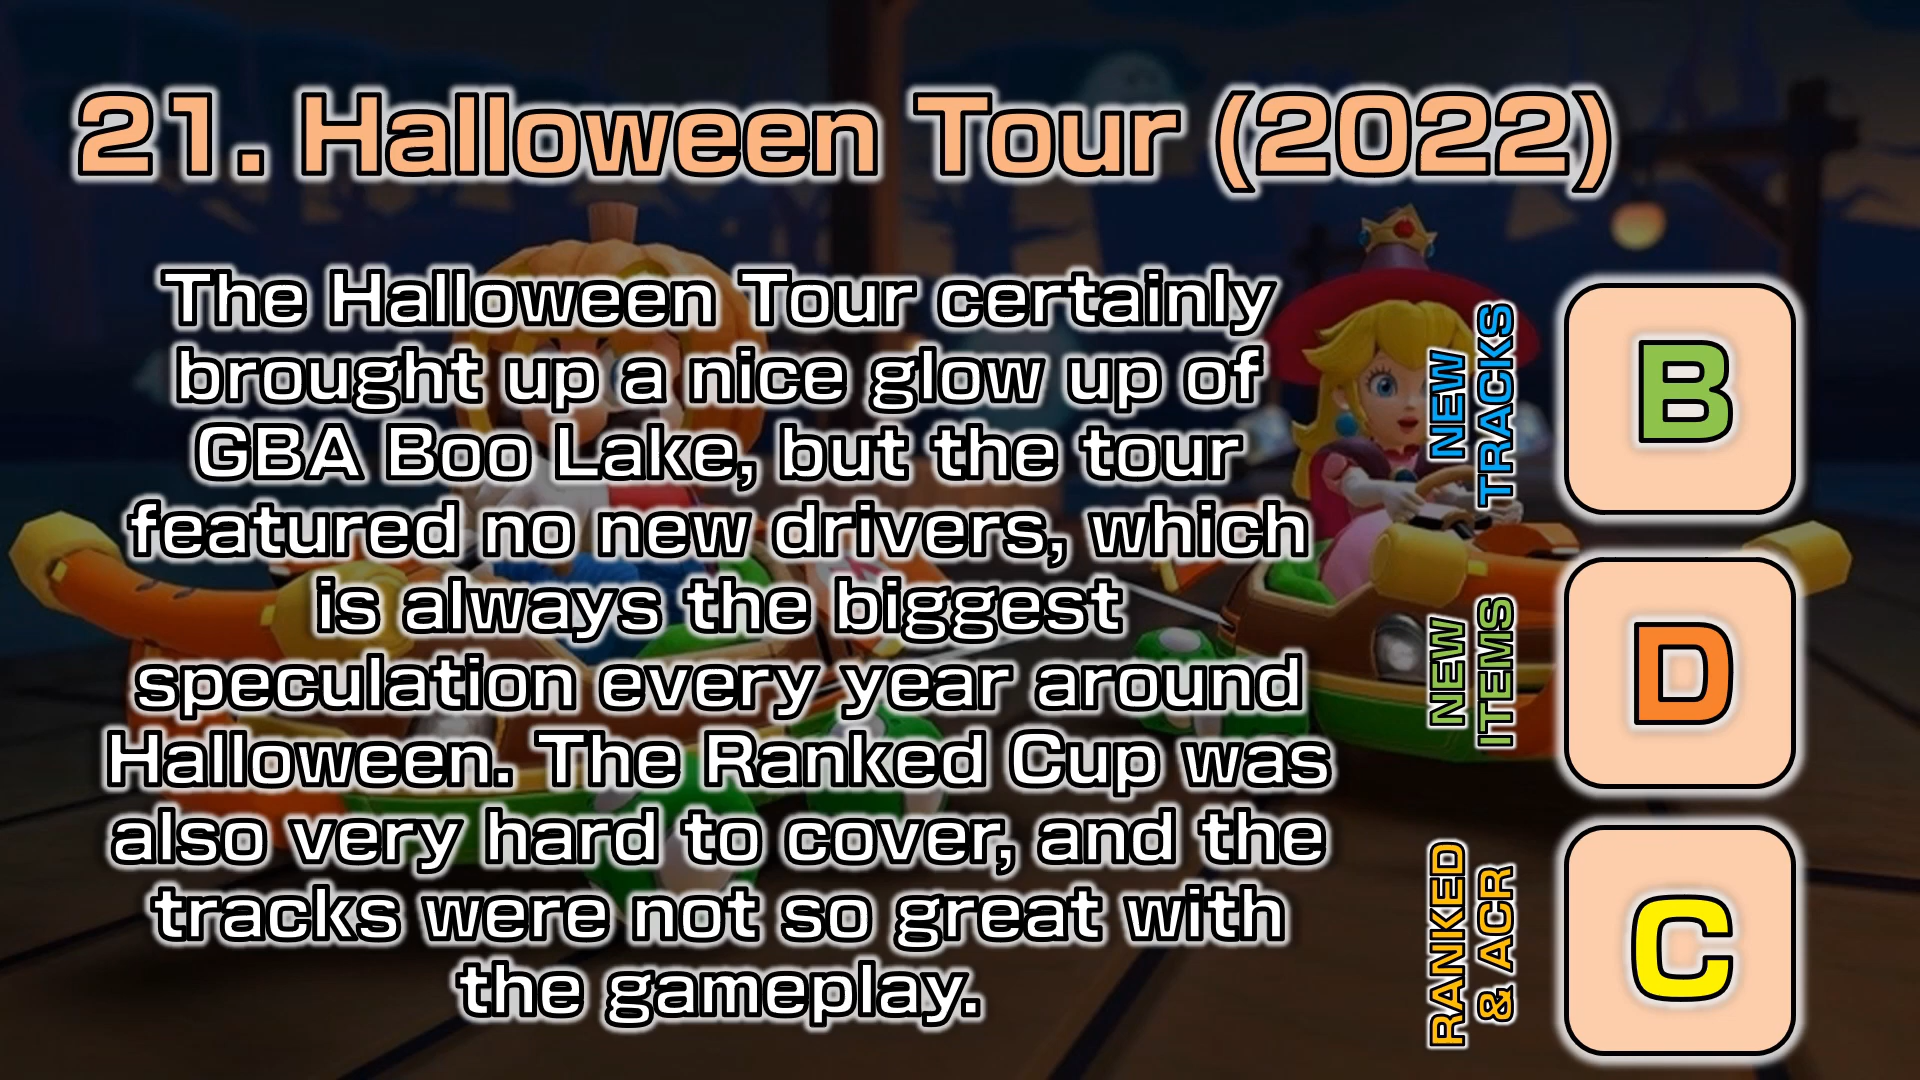 21. Halloween Tour (2022)
The Halloween Tour certainly
brought up a nice glow up of
GBA Boo Lake, but the tour
featured no new drivers, which
is always the biggest
speculation every year around
Halloween. The Ranked Cup was
also very hard to cover, and the
tracks were not so great with
the gameplay.
NEW
TRACKS
B
NEW
ITEMS
D
RANKED
& ACR
C